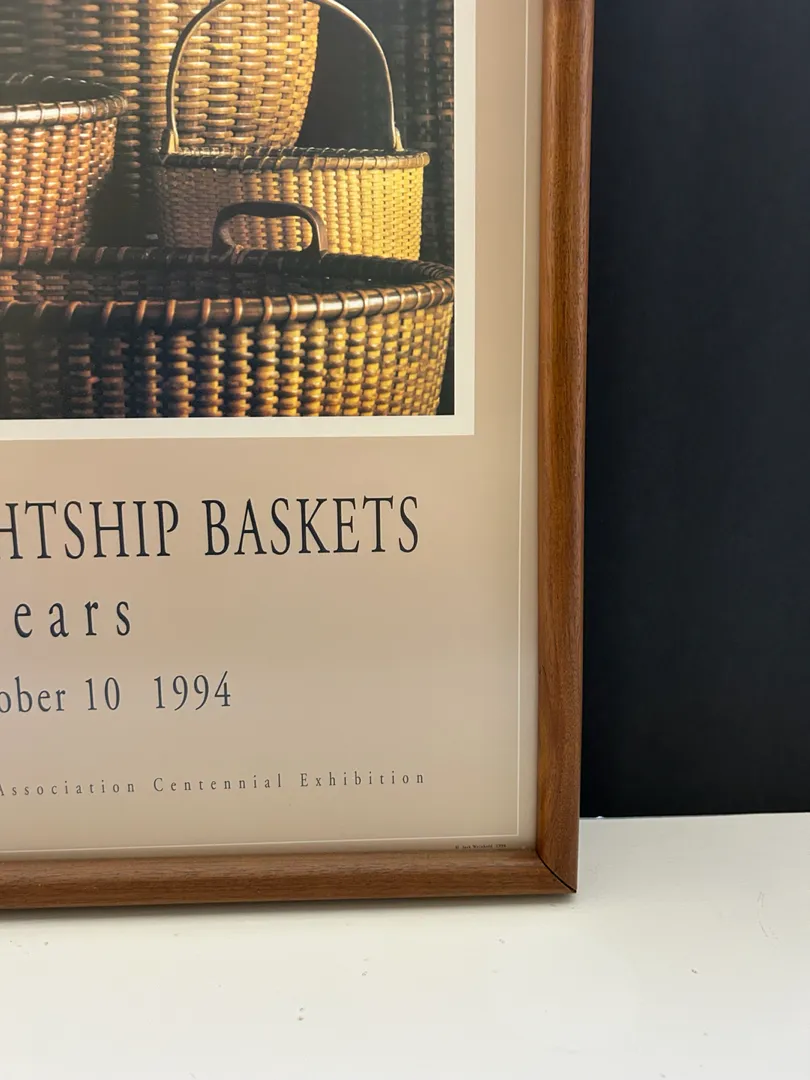 HTSHIP BASKETS
ears
ober 10 1994
Association Centennial Exhibition
©